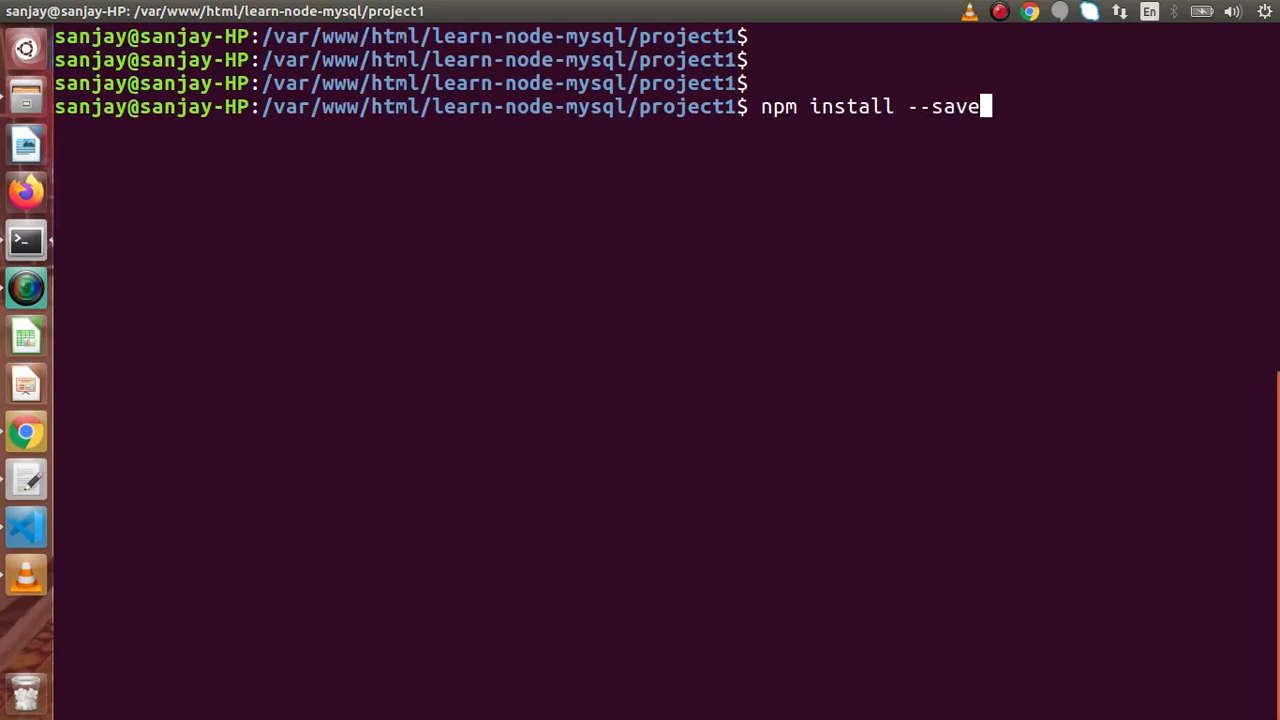 sanjay@sanjay-HP: /var/www/html/learn-node-mysql/project1
En
sanjay@sanjay-HP:/var/www/html/learn-node-mysql/project1$
sanjay@sanjay-HP:/var/www/html/learn-node-mysql/project1$
sanjay@sanjay-HP:/var/www/html/learn-node-mysql/project1$
sanjay@sanjay-HP:/var/www/html/learn-node-mysql/project1$ npm install --save